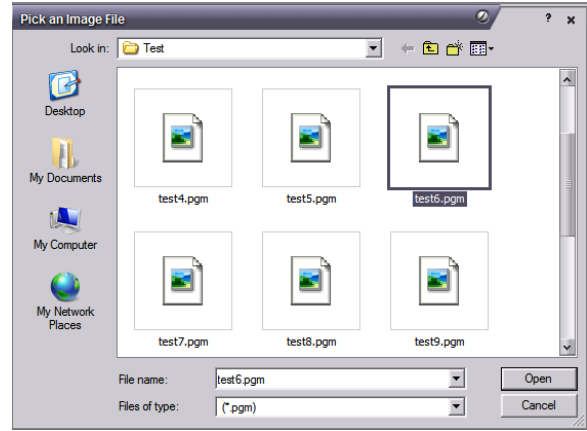 Pick an Image File
?
x
Look in:
Test
Desktop
My Documents
My Computer
My Network
Places
test4.pgm
test5.pgm
test6.pgm
test7.pgm
test8.pgm
test9.pgm
File name:
test6.pgm
Open
Files of type:
(*.pgm)
Cancel